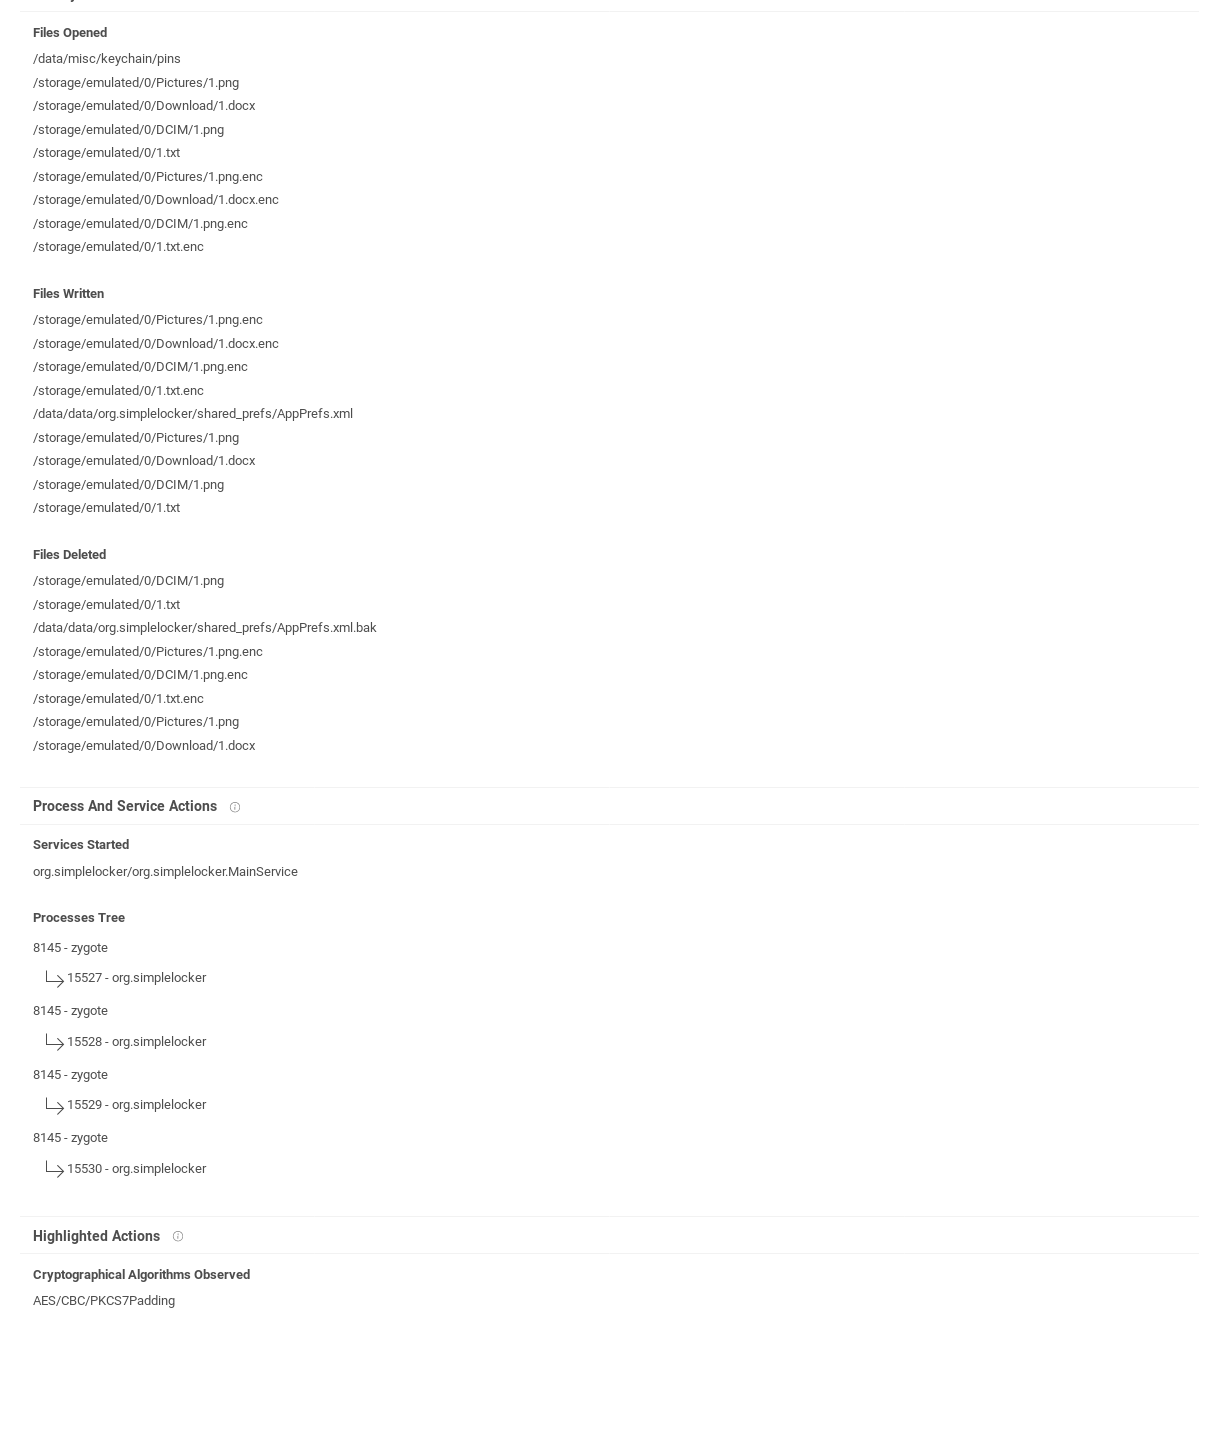 Files Opened
/data/misc/keychain/pins
/storage/emulated/0/Pictures/1.png
/storage/emulated/0/Download/1.docx
/storage/emulated/0/DCIM/1.png
/storage/emulated/0/1.txt
/storage/emulated/0/Pictures/1.png.enc
/storage/emulated/0/Download/1.docx.enc
/storage/emulated/0/DCIM/1.png.enc
/storage/emulated/0/1.txt.enc
Files Written
/storage/emulated/0/Pictures/1.png.enc
/storage/emulated/0/Download/1.docx.enc
/storage/emulated/0/DCIM/1.png.enc
/storage/emulated/0/1.txt.enc
/data/data/org.simplelocker/shared_prefs/AppPrefs.xml
/storage/emulated/0/Pictures/1.png
/storage/emulated/0/Download/1.docx
/storage/emulated/0/DCIM/1.png
/storage/emulated/0/1.txt
Files Deleted
/storage/emulated/0/DCIM/1.png
/storage/emulated/0/1.txt
/data/data/org.simplelocker/shared_prefs/AppPrefs.xml.bak
/storage/emulated/0/Pictures/1.png.enc
/storage/emulated/0/DCIM/1.png.enc
/storage/emulated/0/1.txt.enc
/storage/emulated/0/Pictures/1.png
/storage/emulated/0/Download/1.docx
Process And Service Actions
Services Started
org.simplelocker/org.simplelocker.MainService
Processes Tree
8145 - zygote
15527 - org.simplelocker
8145 - zygote
15528 - org.simplelocker
8145 - zygote
15529 - org.simplelocker
8145 - zygote
15530 - org.simplelocker
Highlighted Actions
Cryptographical Algorithms Observed
AES/CBC/PKCS7Padding